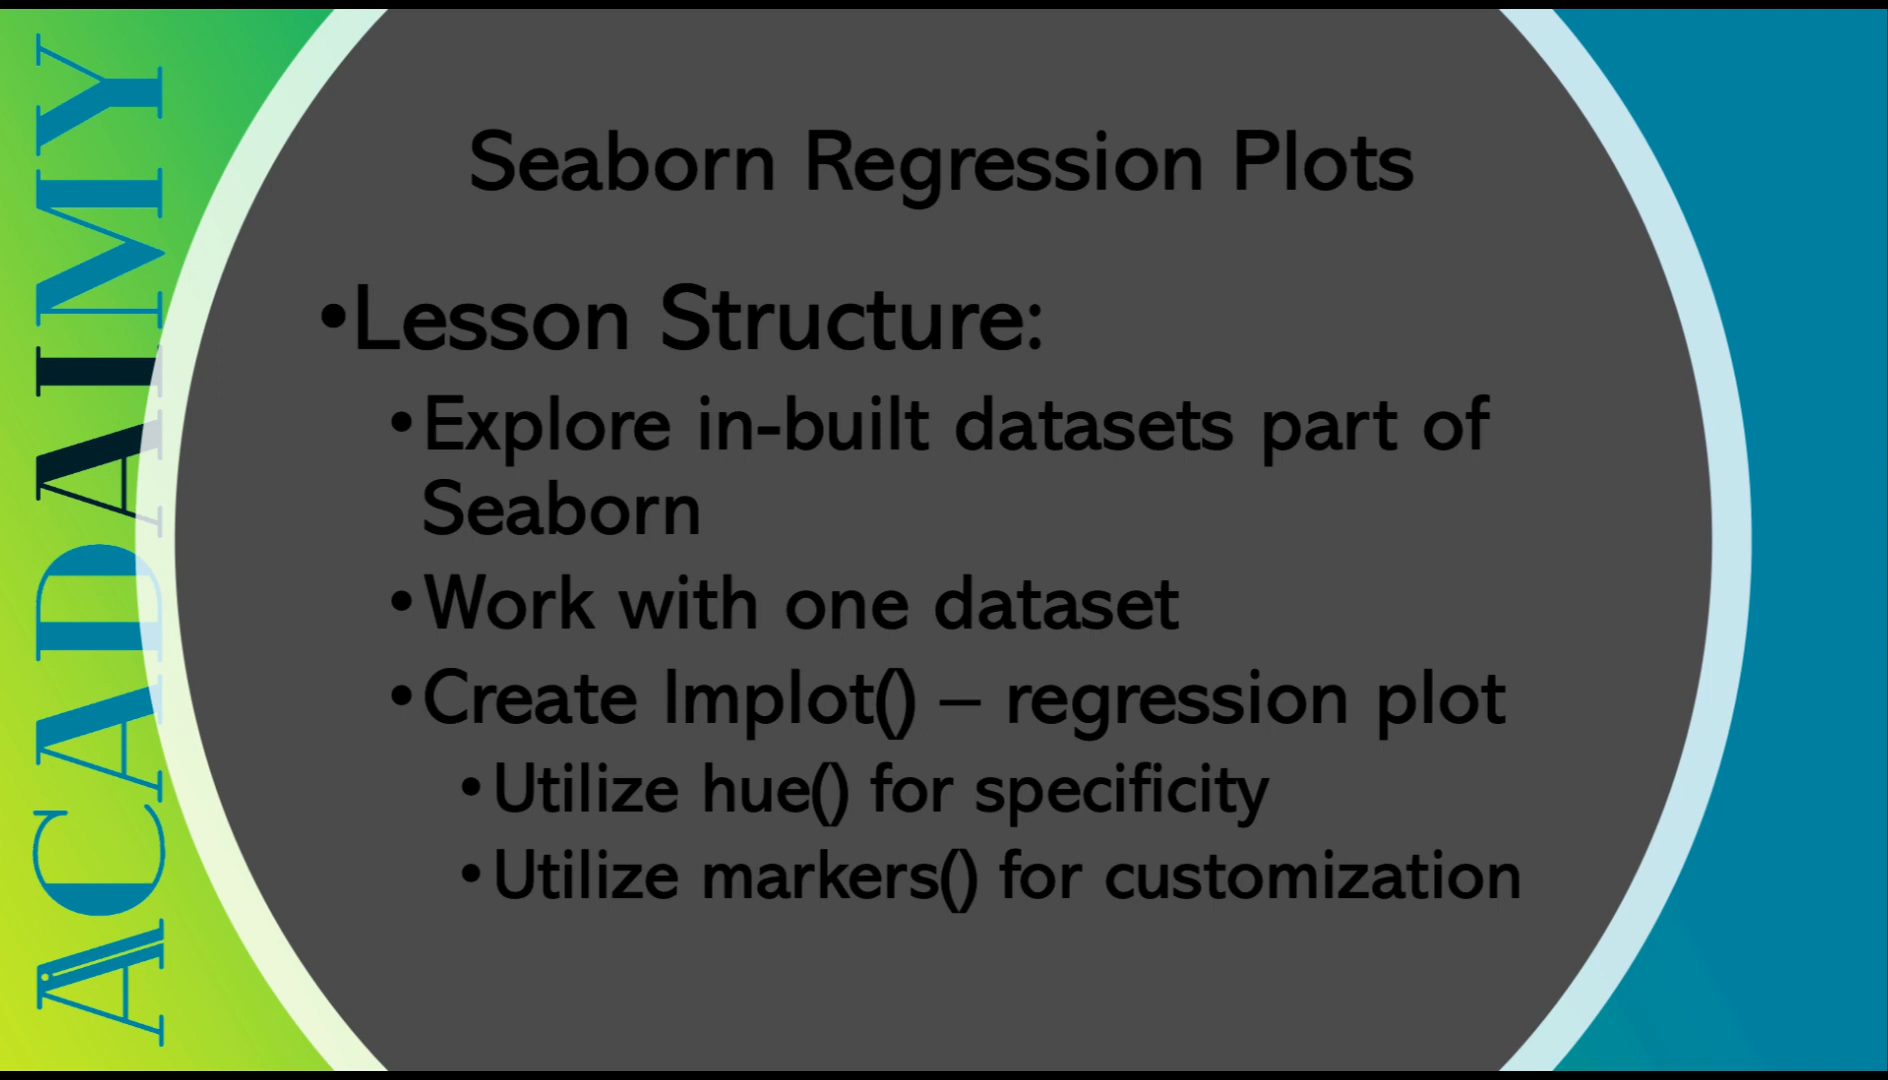 ACADAIMY
Seaborn Regression Plots
•Lesson Structure:
•Explore in-built datasets part of
Seaborn
•Work with one dataset
•Create lmplot() – regression plot
•Utilize hue() for specificity
•Utilize markers() for customization